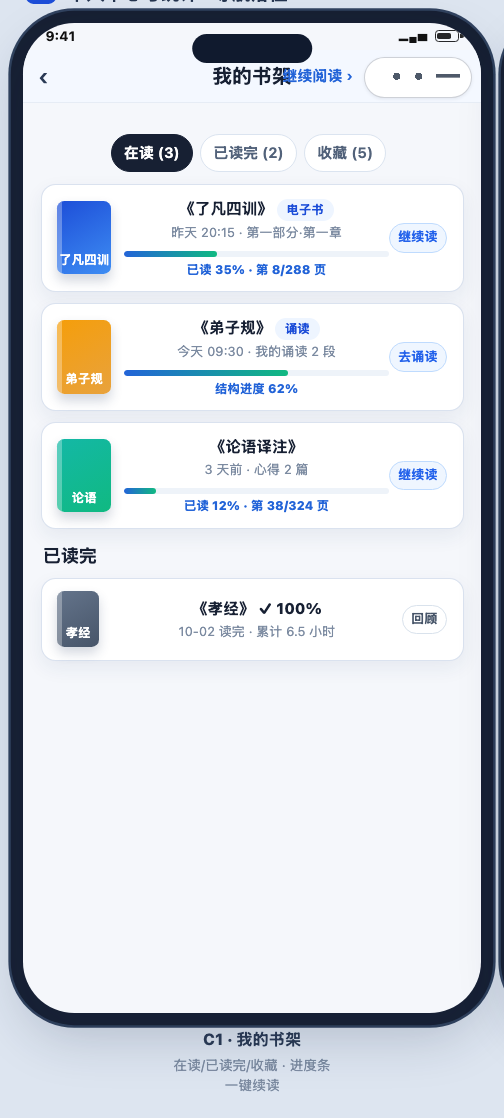 9:41
‹
我的书架
继续阅读 ›
在读 (3)
已读完 (2)
收藏 (5)
了凡四训
《了凡四训》 电子书
昨天 20:15 · 第一部分·第一章
已读 35% · 第 8/288 页
继续读
弟子规
《弟子规》 诵读
今天 09:30 · 我的诵读 2 段
结构进度 62%
去诵读
论语
《论语译注》
3 天前 · 心得 2 篇
已读 12% · 第 38/324 页
继续读
已读完
孝经
《孝经》 ✓ 100%
10-02 读完 · 累计 6.5 小时
回顾
C1 · 我的书架
在读/已读完/收藏 · 进度条
一键续读